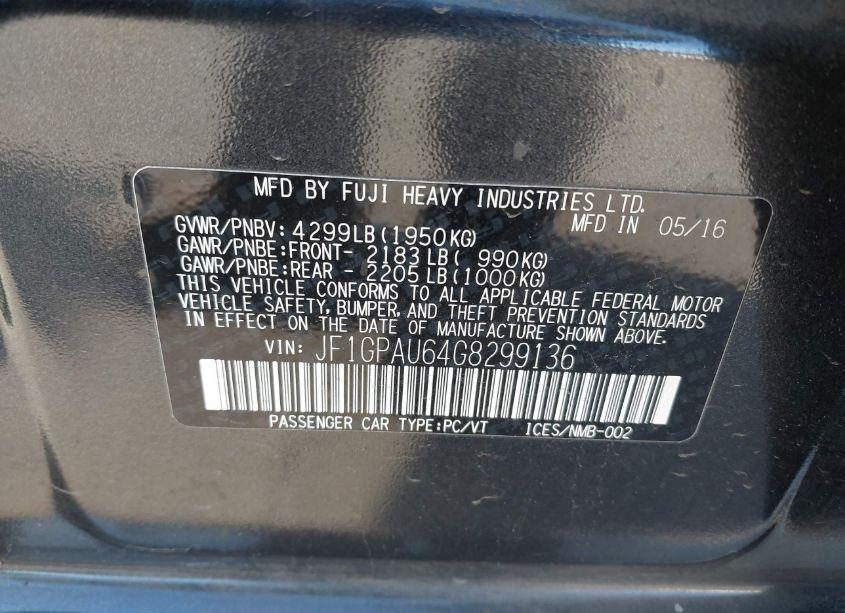 MFD BY FUJI HEAVY INDUSTRIES LTD.
MFD IN 05/16
GVWR/PNBV: 4299LB(1950KG)
GAWR/PNBE:FRONT- 2183LB( 990KG)
GAWR/PNBE:REAR - 2205LB(1000KG)
THIS VEHICLE CONFORMS TO ALL APPLICABLE FEDERAL MOTOR
VEHICLE SAFETY, BUMPER, AND THEFT PREVENTION STANDARDS
IN EFFECT ON THE DATE OF MANUFACTURE SHOWN ABOVE.
VIN: JF1GPAU64G8299136
PASSENGER CAR TYPE:PC/VT ICES/NMB-002